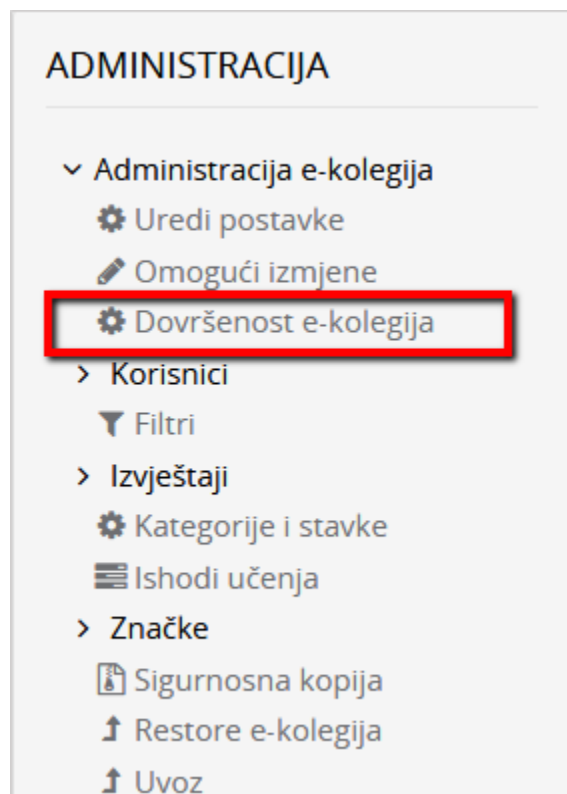 ADMINISTRACIJA
Administracija e-kolegija
Uredi postavke
Omogući izmjene
Dovršenost e-kolegija
Korisnici
Filtri
Izvještaji
Kategorije i stavke
Ishodi učenja
Značke
Sigurnosna kopija
Restore e-kolegija
Uvoz